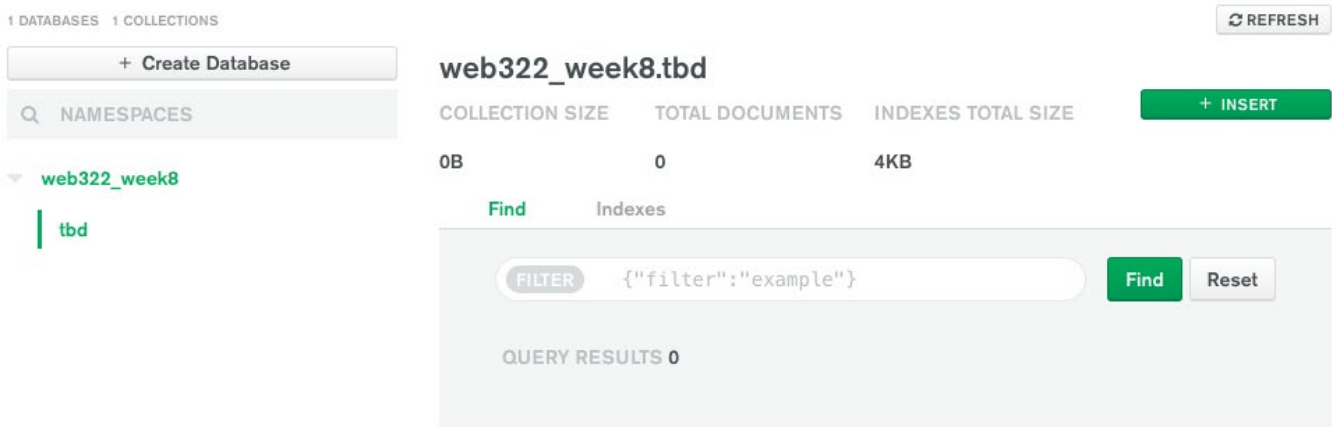 1 DATABASES 1 COLLECTIONS
REFRESH
+ Create Database
web322_week8.tbd
NAMESPACES
COLLECTION SIZE TOTAL DOCUMENTS INDEXES TOTAL SIZE
+ INSERT
0B 0 4KB
web322_week8
tbd
Find Indexes
FILTER {"filter":"example"}
Find Reset
QUERY RESULTS 0